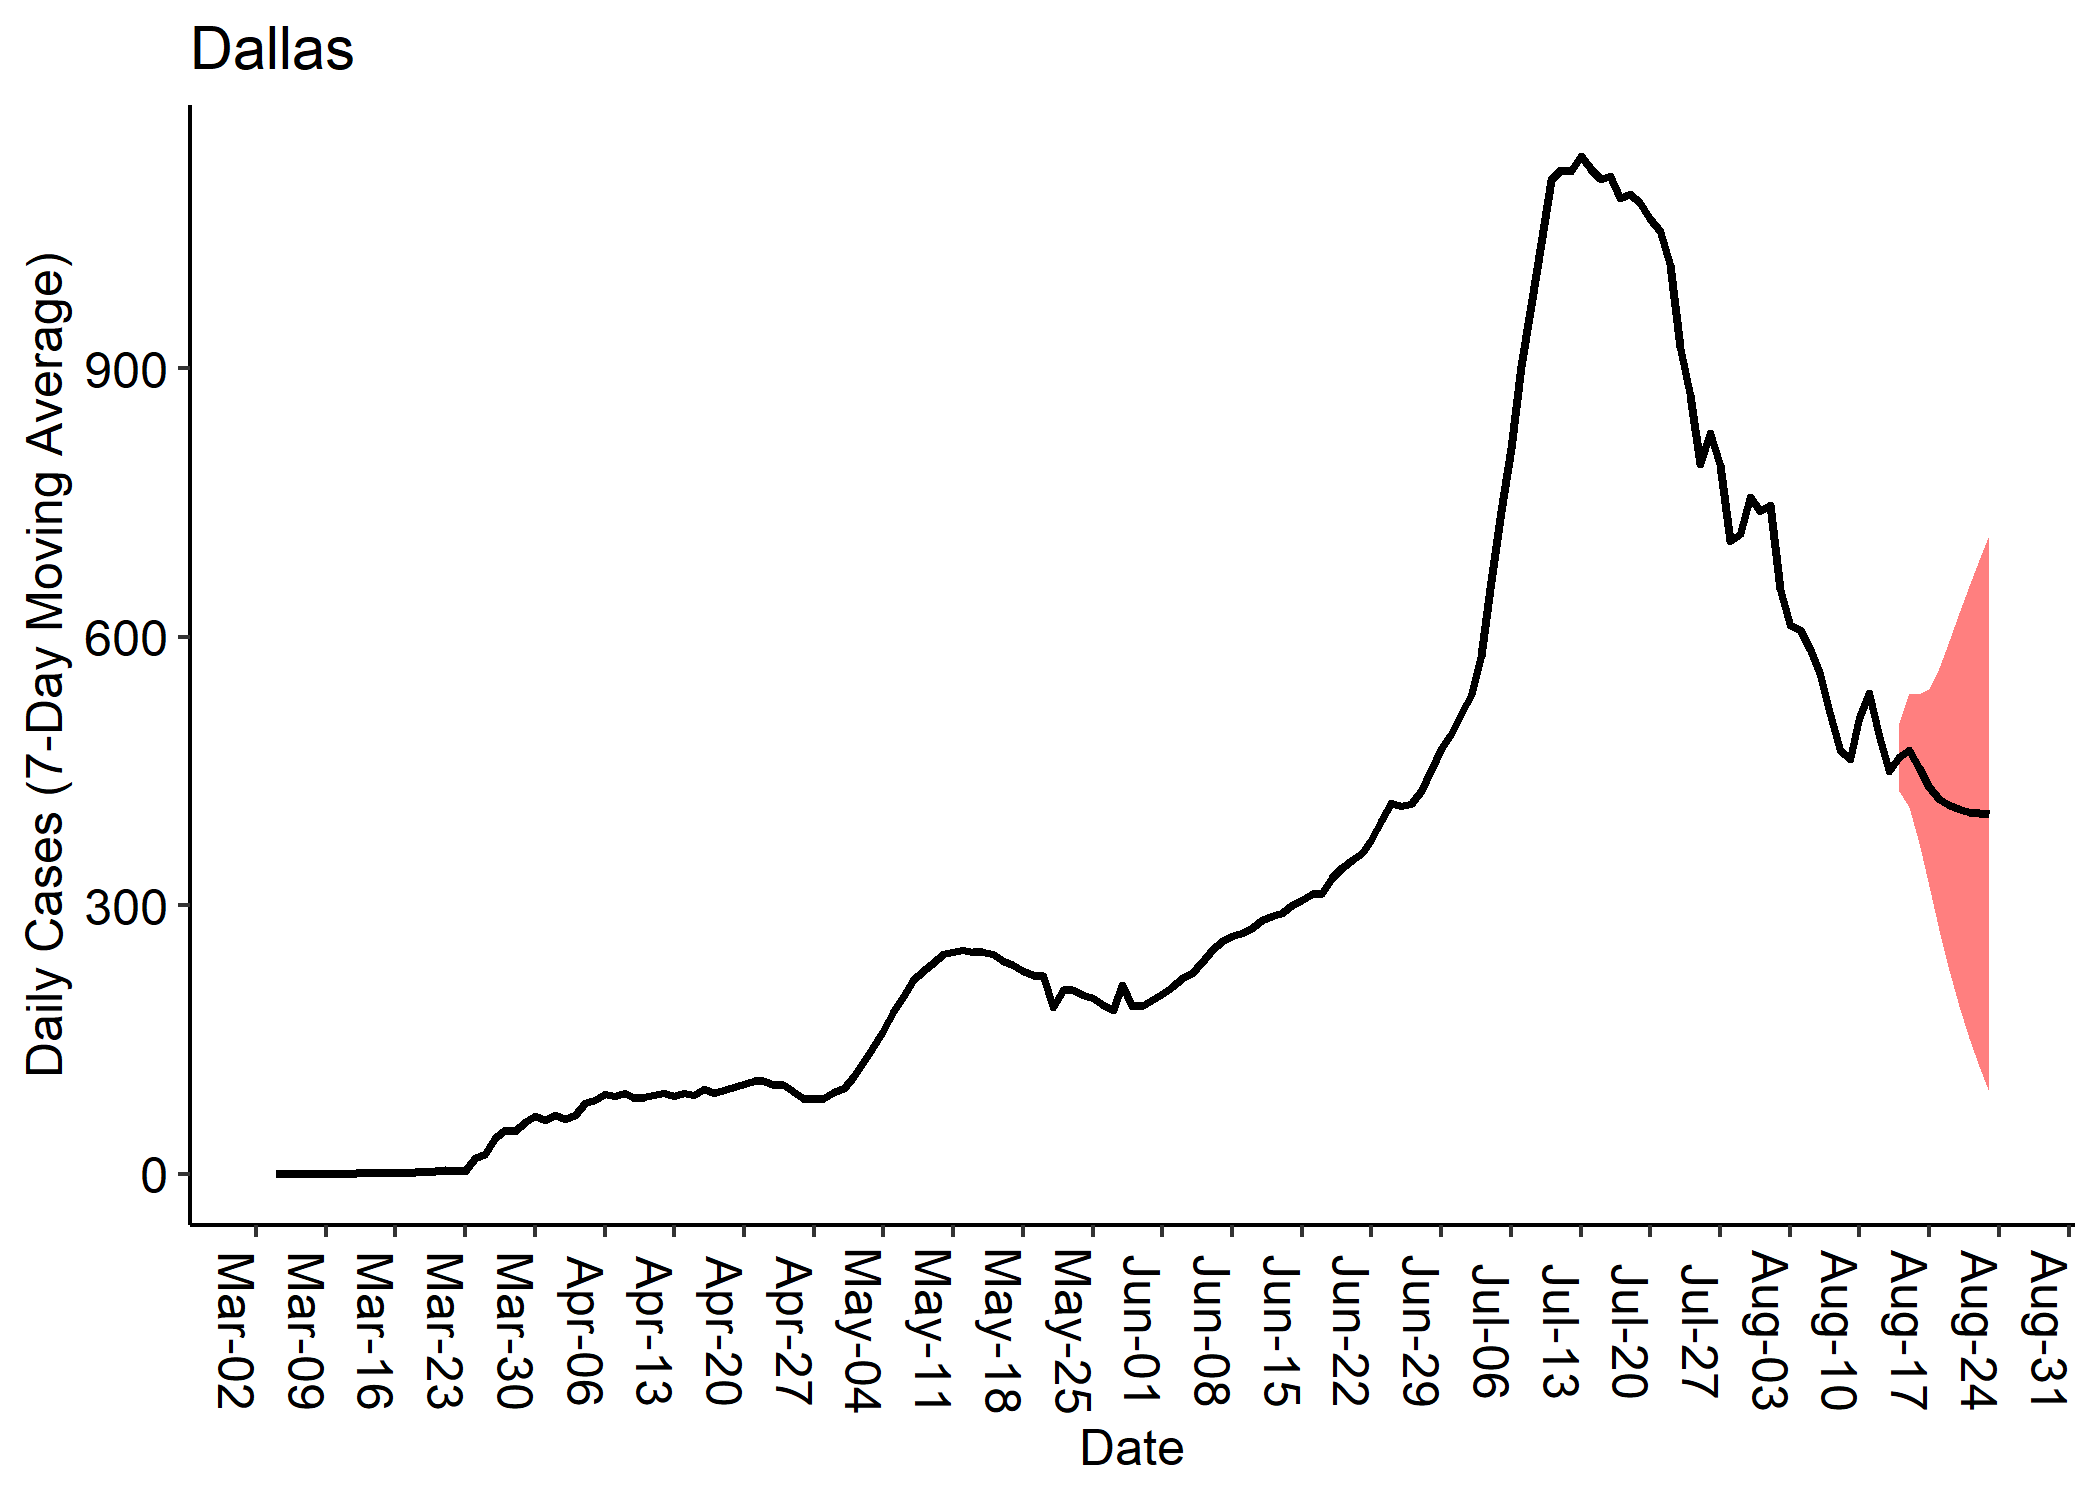 Dallas
Daily Cases (7-Day Moving Average)
900
600
300
0
Mar-02
Mar-09
Mar-16
Mar-23
Mar-30
Apr-06
Apr-13
Apr-20
Apr-27
May-04
May-11
May-18
May-25
Jun-01
Jun-08
Jun-15
Jun-22
Jun-29
Jul-06
Jul-13
Jul-20
Jul-27
Aug-03
Aug-10
Aug-17
Aug-24
Aug-31
Date